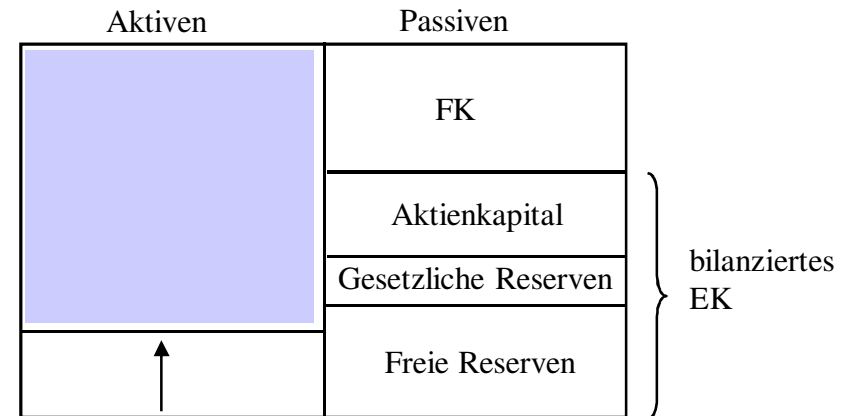 Aktiven Passiven
FK
Aktienkapital
Gesetzliche Reserven
bilanziertes
EK
Freie Reserven